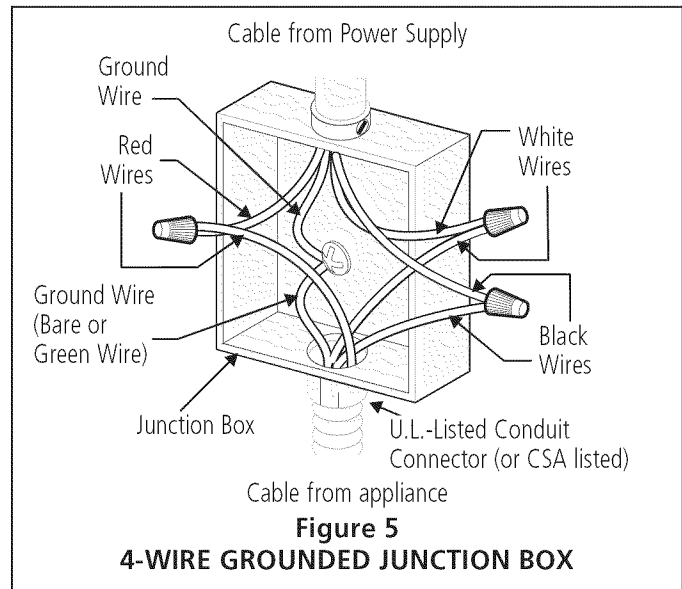 Cable from Power Supply
Ground
Wire
Red
Wires
White
Wires
Ground Wire
(Bare or
Green Wire)
Black
Wires
Junction Box
U.L.-Listed Conduit
Connector (or CSA listed)
Cable from appliance
Figure 5
4-WIRE GROUNDED JUNCTION BOX